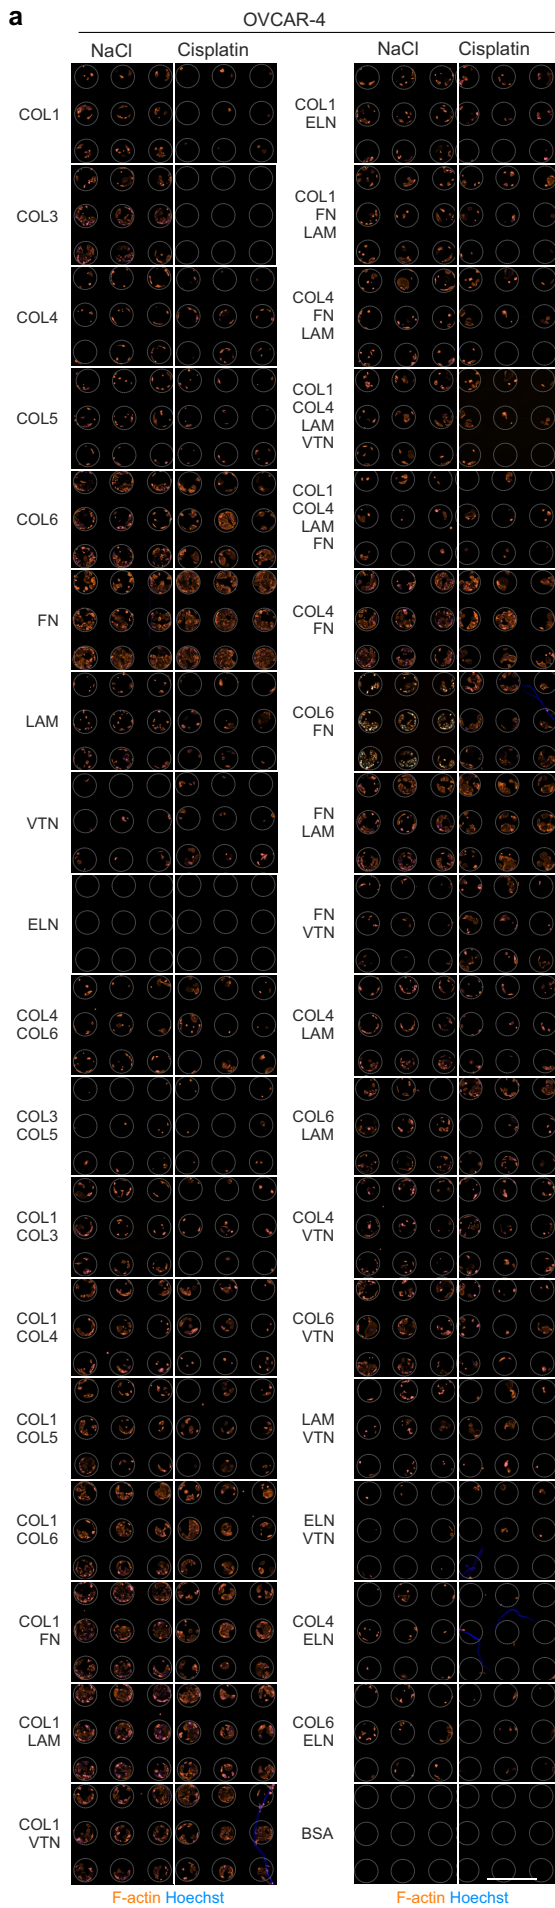 a
OVCAR-4
NaCl Cisplatin
COL1
COL3
COL4
COL5
COL6
FN
LAM
VTN
ELN
COL4
COL6
COL3
COL5
COL1
COL3
COL1
COL4
COL1
COL5
COL1
COL6
COL1
FN
COL1
LAM
COL1
VTN
F-actin Hoechst
NaCl Cisplatin
COL1
ELN
COL1
FN
LAM
COL4
FN
LAM
COL1
COL4
LAM
VTN
COL1
COL4
LAM
FN
COL4
FN
COL6
FN
FN
LAM
FN
VTN
COL4
LAM
COL6
LAM
COL4
VTN
COL6
VTN
LAM
VTN
ELN
VTN
COL4
ELN
COL6
ELN
BSA
F-actin Hoechst